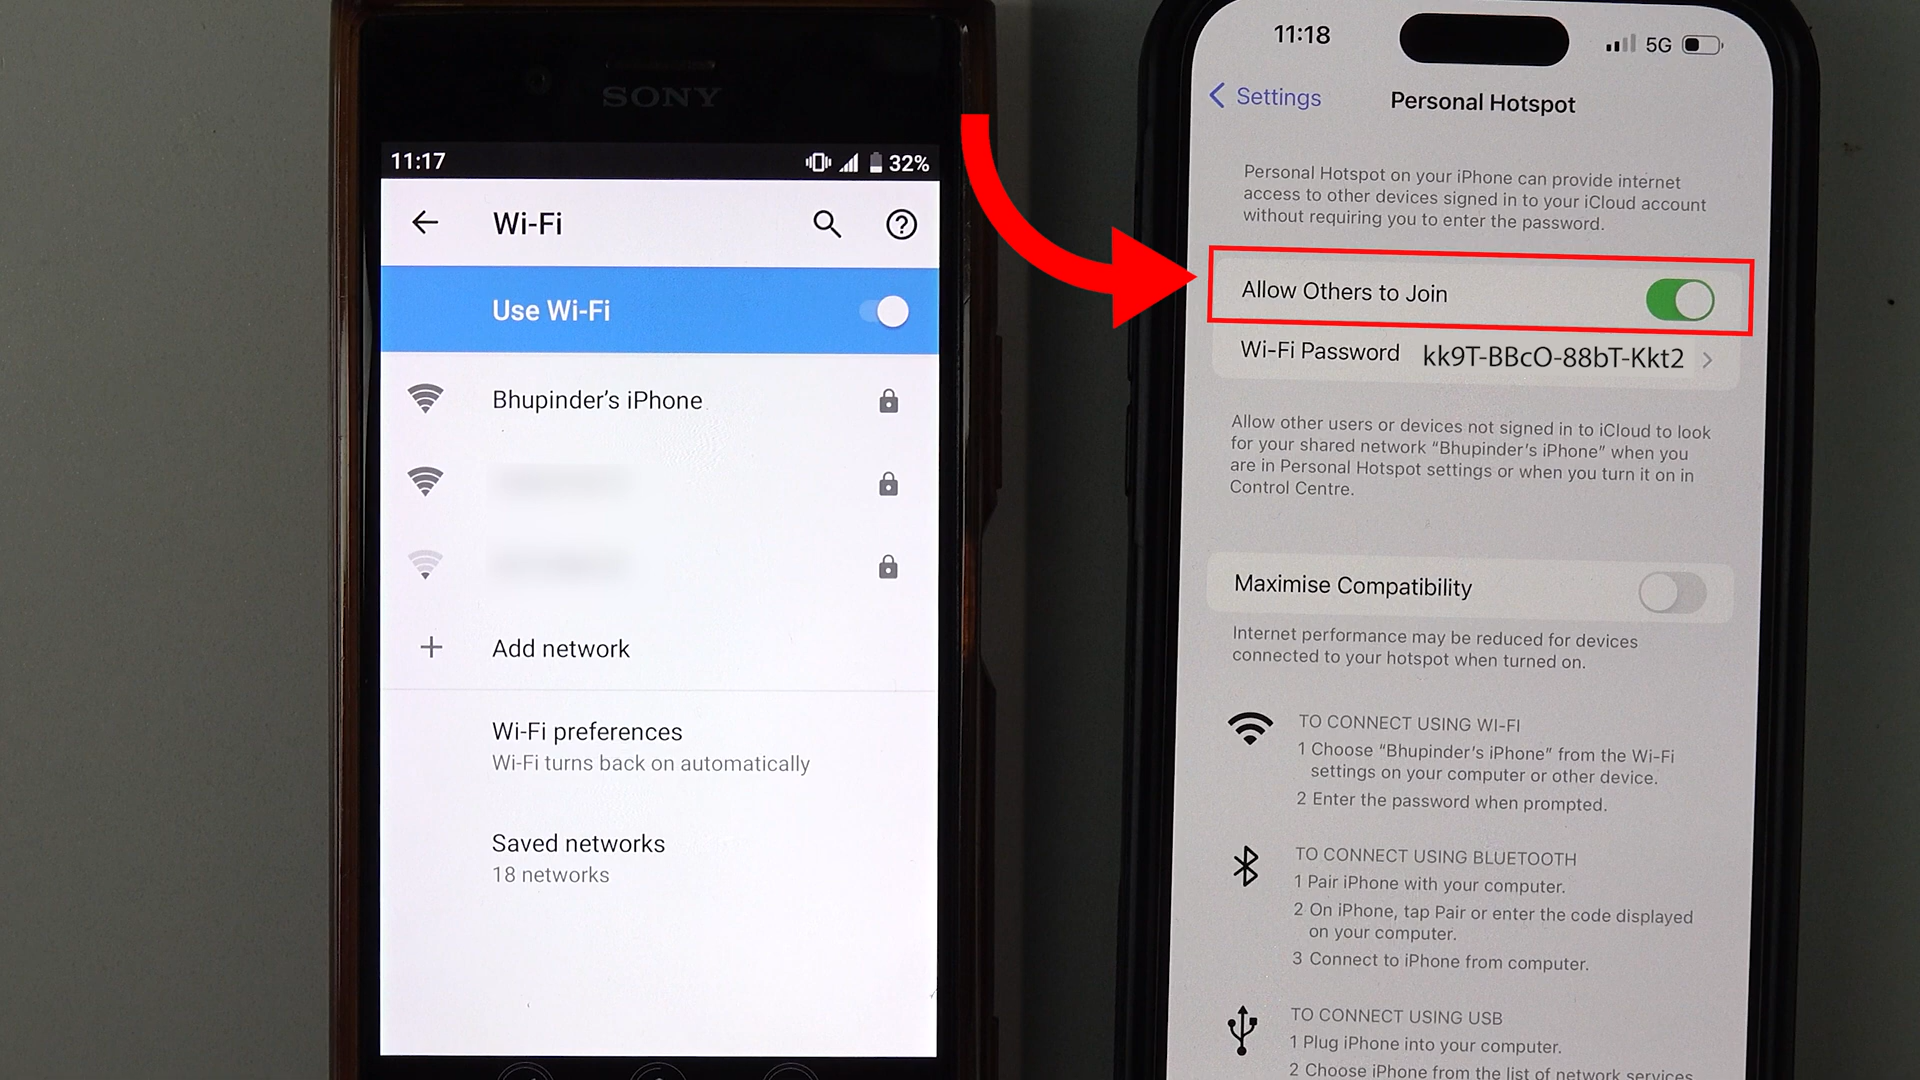 SONY
11:17
32%
Wi-Fi
Use Wi-Fi
Bhupinder’s iPhone
Add network
Wi-Fi preferences
Wi-Fi turns back on automatically
Saved networks
18 networks
11:18
5G
Settings
Personal Hotspot
Personal Hotspot on your iPhone can provide internet
access to other devices signed in to your iCloud account
without requiring you to enter the password.
Allow Others to Join
Wi-Fi Password kk9T-BBcO-88bT-Kkt2
Allow other users or devices not signed in to iCloud to look
for your shared network “Bhupinder’s iPhone” when you
are in Personal Hotspot settings or when you turn it on in
Control Centre.
Maximise Compatibility
Internet performance may be reduced for devices
connected to your hotspot when turned on.
TO CONNECT USING WI-FI
1 Choose “Bhupinder’s iPhone” from the Wi-Fi
settings on your computer or other device.
2 Enter the password when prompted.
TO CONNECT USING BLUETOOTH
1 Pair iPhone with your computer.
2 On iPhone, tap Pair or enter the code displayed
on your computer.
3 Connect to iPhone from computer.
TO CONNECT USING USB
1 Plug iPhone into your computer.
2 Choose iPhone from the list of network services